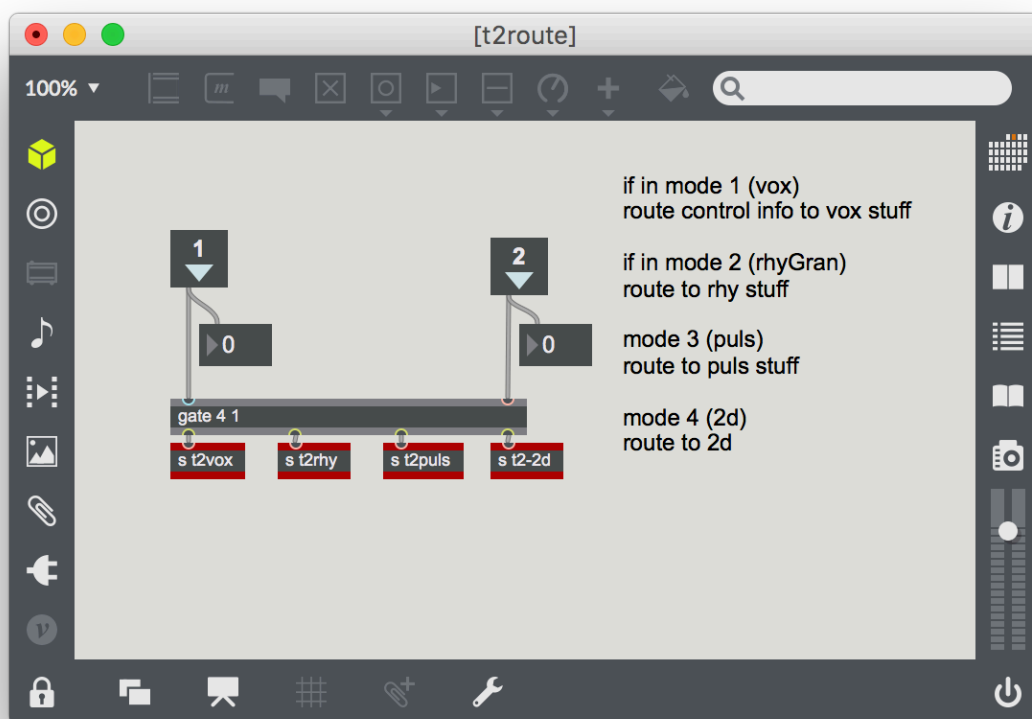 [t2route]
100%
m
if in mode 1 (vox)
route control info to vox stuff
1
2
if in mode 2 (rhyGran)
route to rhy stuff
0
0
mode 3 (puls)
route to puls stuff
gate 4 1
mode 4 (2d)
route to 2d
s t2vox
s t2rhy
s t2puls
s t2-2d
i
v